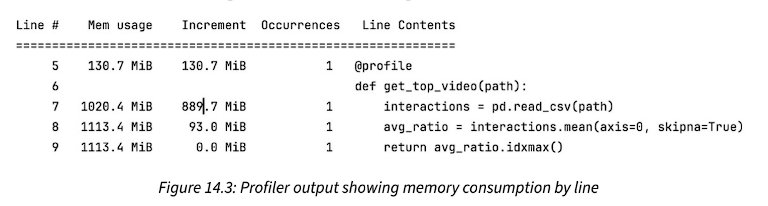 Line #    Mem usage    Increment  Occurrences   Line Contents
=============================================================
     5    130.7 MiB    130.7 MiB           1   @profile
     6                                         def get_top_video(path):
     7   1020.4 MiB    889.7 MiB           1       interactions = pd.read_csv(path)
     8   1113.4 MiB     93.0 MiB           1       avg_ratio = interactions.mean(axis=0, skipna=True)
     9   1113.4 MiB      0.0 MiB           1       return avg_ratio.idxmax()
Figure 14.3: Profiler output showing memory consumption by line